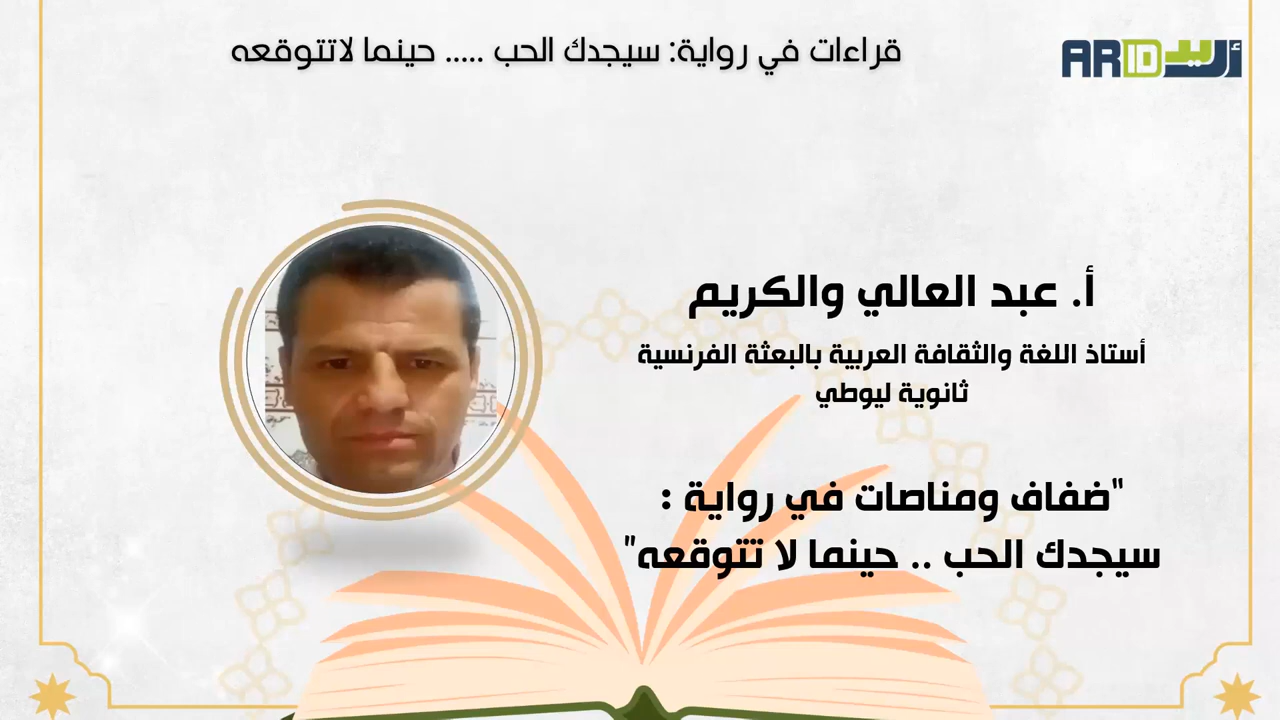 قراءات في رواية: سيجدك الحب ..... حينما لاتتوقعه
ARID أريد
أ. عبد العالي والكريم
أستاذ اللغة والثقافة العربية بالبعثة الفرنسية
ثانوية ليوطي
"ضفاف ومناصات في رواية :
سيجدك الحب .. حينما لا تتوقعه"